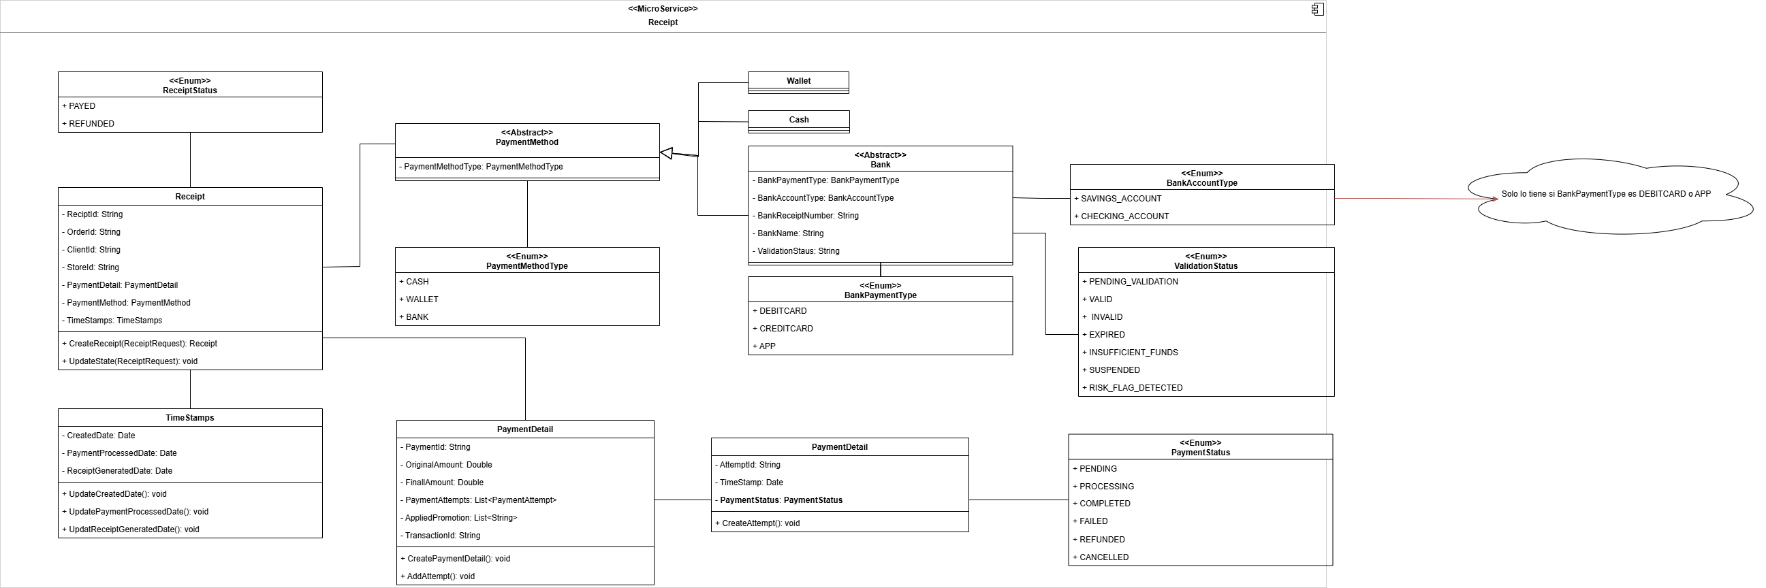 <<MicroService>>
Receipt
<<Enum>>
ReceiptStatus
+ PAYED
+ REFUNDED
Receipt
- ReciptId: String
- OrderId: String
- ClientId: String
- StoreId: String
- PaymentDetail: PaymentDetail
- PaymentMethod: PaymentMethod
- TimeStamps: TimeStamps
+ CreateReceipt(ReceiptRequest): Receipt
+ UpdateState(ReceiptRequest): void
TimeStamps
- CreatedDate: Date
- PaymentProcessedDate: Date
- ReceiptGeneratedDate: Date
+ UpdateCreatedDate(): void
+ UpdatePaymentProcessedDate(): void
+ UpdatReceiptGeneratedDate(): void
<<Abstract>>
PaymentMethod
- PaymentMethodType: PaymentMethodType
<<Enum>>
PaymentMethodType
+ CASH
+ WALLET
+ BANK
Wallet
Cash
<<Abstract>>
Bank
- BankPaymentType: BankPaymentType
- BankAccountType: BankAccountType
- BankReceiptNumber: String
- BankName: String
- ValidationStaus: String
<<Enum>>
BankPaymentType
+ DEBITCARD
+ CREDITCARD
+ APP
<<Enum>>
BankAccountType
+ SAVINGS_ACCOUNT
+ CHECKING_ACCOUNT
Solo lo tiene si BankPaymentType es DEBITCARD o APP
<<Enum>>
ValidationStatus
+ PENDING_VALIDATION
+ VALID
+ INVALID
+ EXPIRED
+ INSUFFICIENT_FUNDS
+ SUSPENDED
+ RISK_FLAG_DETECTED
PaymentDetail
- PaymentId: String
- OriginalAmount: Double
- FinallAmount: Double
- PaymentAttempts: List<PaymentAttempt>
- AppliedPromotion: List<String>
- TransactionId: String
+ CreatePaymentDetail(): void
+ AddAttempt(): void
PaymentDetail
- AttemptId: String
- TimeStamp: Date
- PaymentStatus: PaymentStatus
+ CreateAttempt(): void
<<Enum>>
PaymentStatus
+ PENDING
+ PROCESSING
+ COMPLETED
+ FAILED
+ REFUNDED
+ CANCELLED